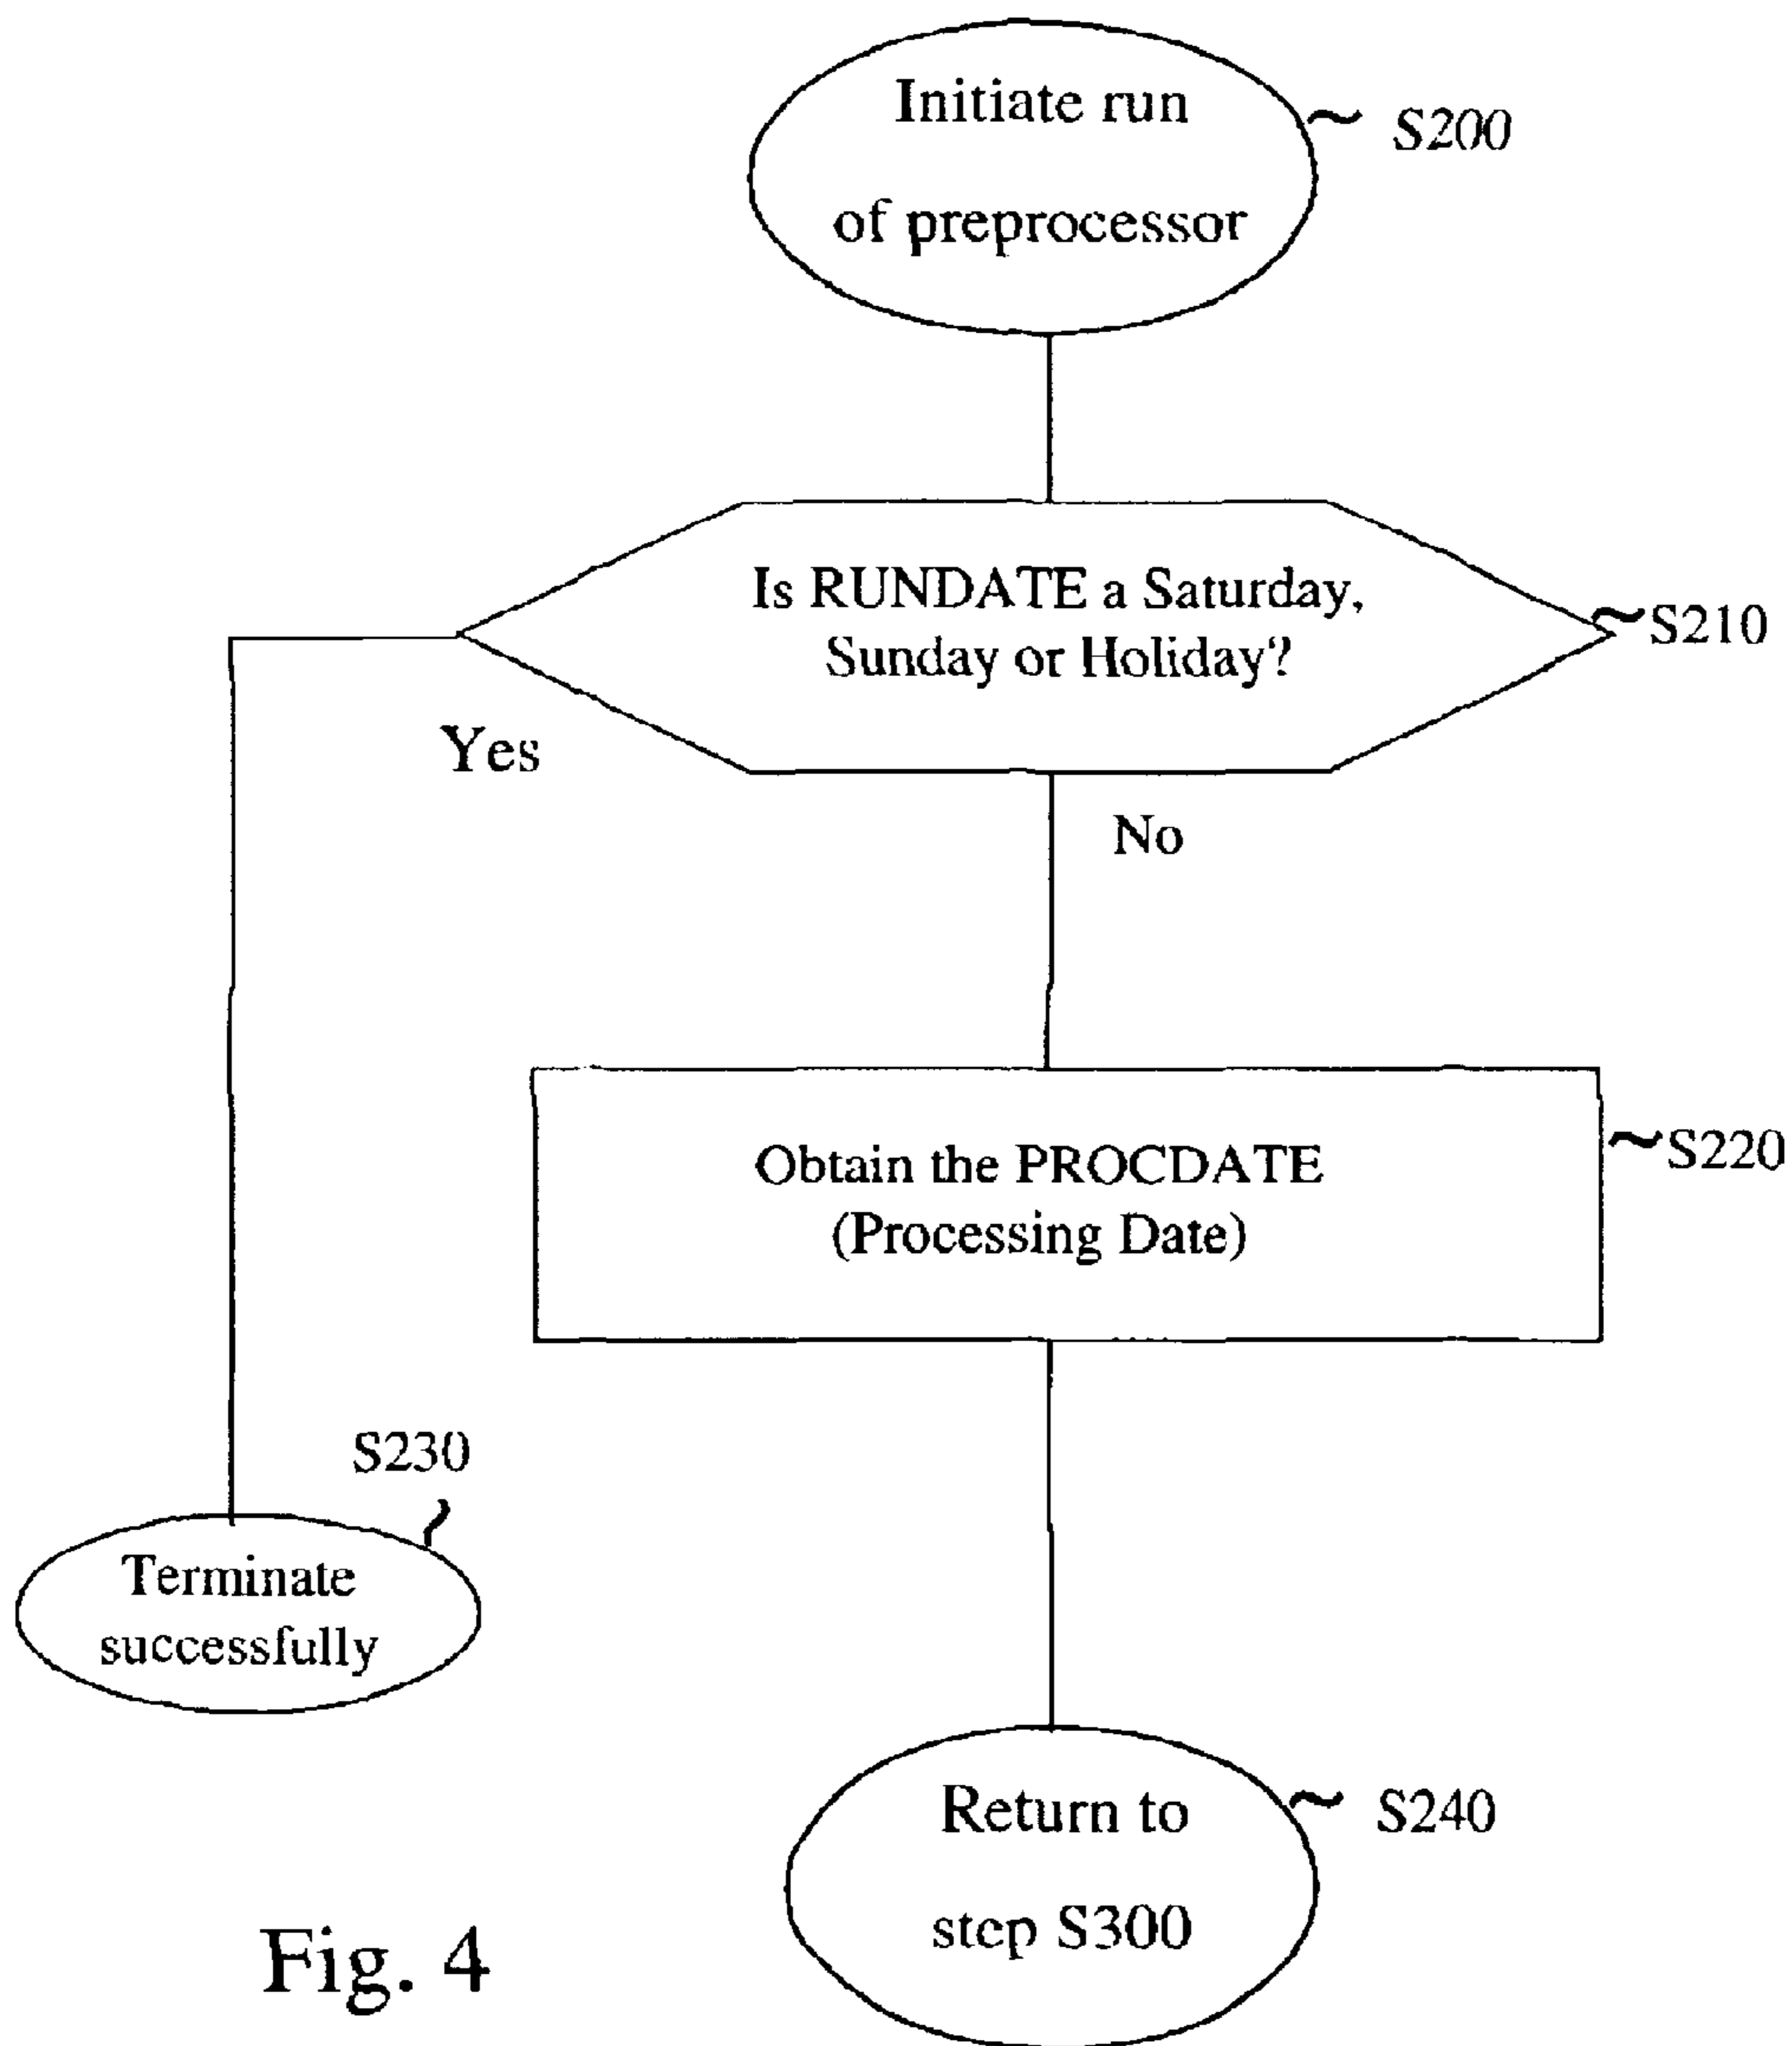 Initiate run
of preprocessor
S200
Is RUNDATE a Saturday,
Sunday or Holiday?
S210
Yes
No
Obtain the PROCDATE
(Processing Date)
S220
S230
Terminate
successfully
Return to
step S300
S240
Fig. 4